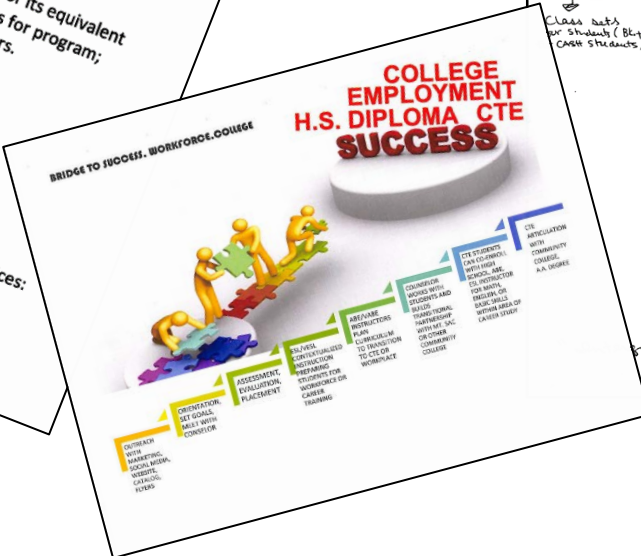 or its equivalent
s for program;
rs.
ces:
Class sets
COLLEGE
EMPLOYMENT
H.S. DIPLOMA CTE
SUCCESS
BRIDGE TO SUCCESS. WORKFORCE.COLLEGE
OUTREACH
WITH
MARKETING,
SOCIAL MEDIA,
WEBSITE,
CATALOG,
FLYERS
ORIENTATION,
SET GOALS,
MEET WITH
CONSELOR
ASSESSMENT,
EVALUATION,
PLACEMENT
ESL/VESL
CONTEXTUALIZED
INSTRUCTION
PREPARING
STUDENTS FOR
WORKFORCE OR
CAREER
TRAINING
ABE/VABE
INSTRUCTORS
PLAN
CURRICULUM
TO TRANSITION
TO CTE OR
WORKPLACE
COUNSELOR
WORKS WITH
STUDENTS AND
BUILDS
TRANSITIONAL
PARTNERSHIP
WITH MT. SAC
OR OTHER
COMMUNITY
COLLEGE
CTE STUDENTS
CAN CO-ENROLL
WITH HIGH
SCHOOL, ABE,
ESL INSTRUCTOR
FOR MATH,
ENGLISH, OR
BASIC SKILLS
WITHIN AREA OF
CAREER STUDY
CTE
ARTICULATION
WITH
COMMUNITY
COLLEGE,
A.A. DEGREE